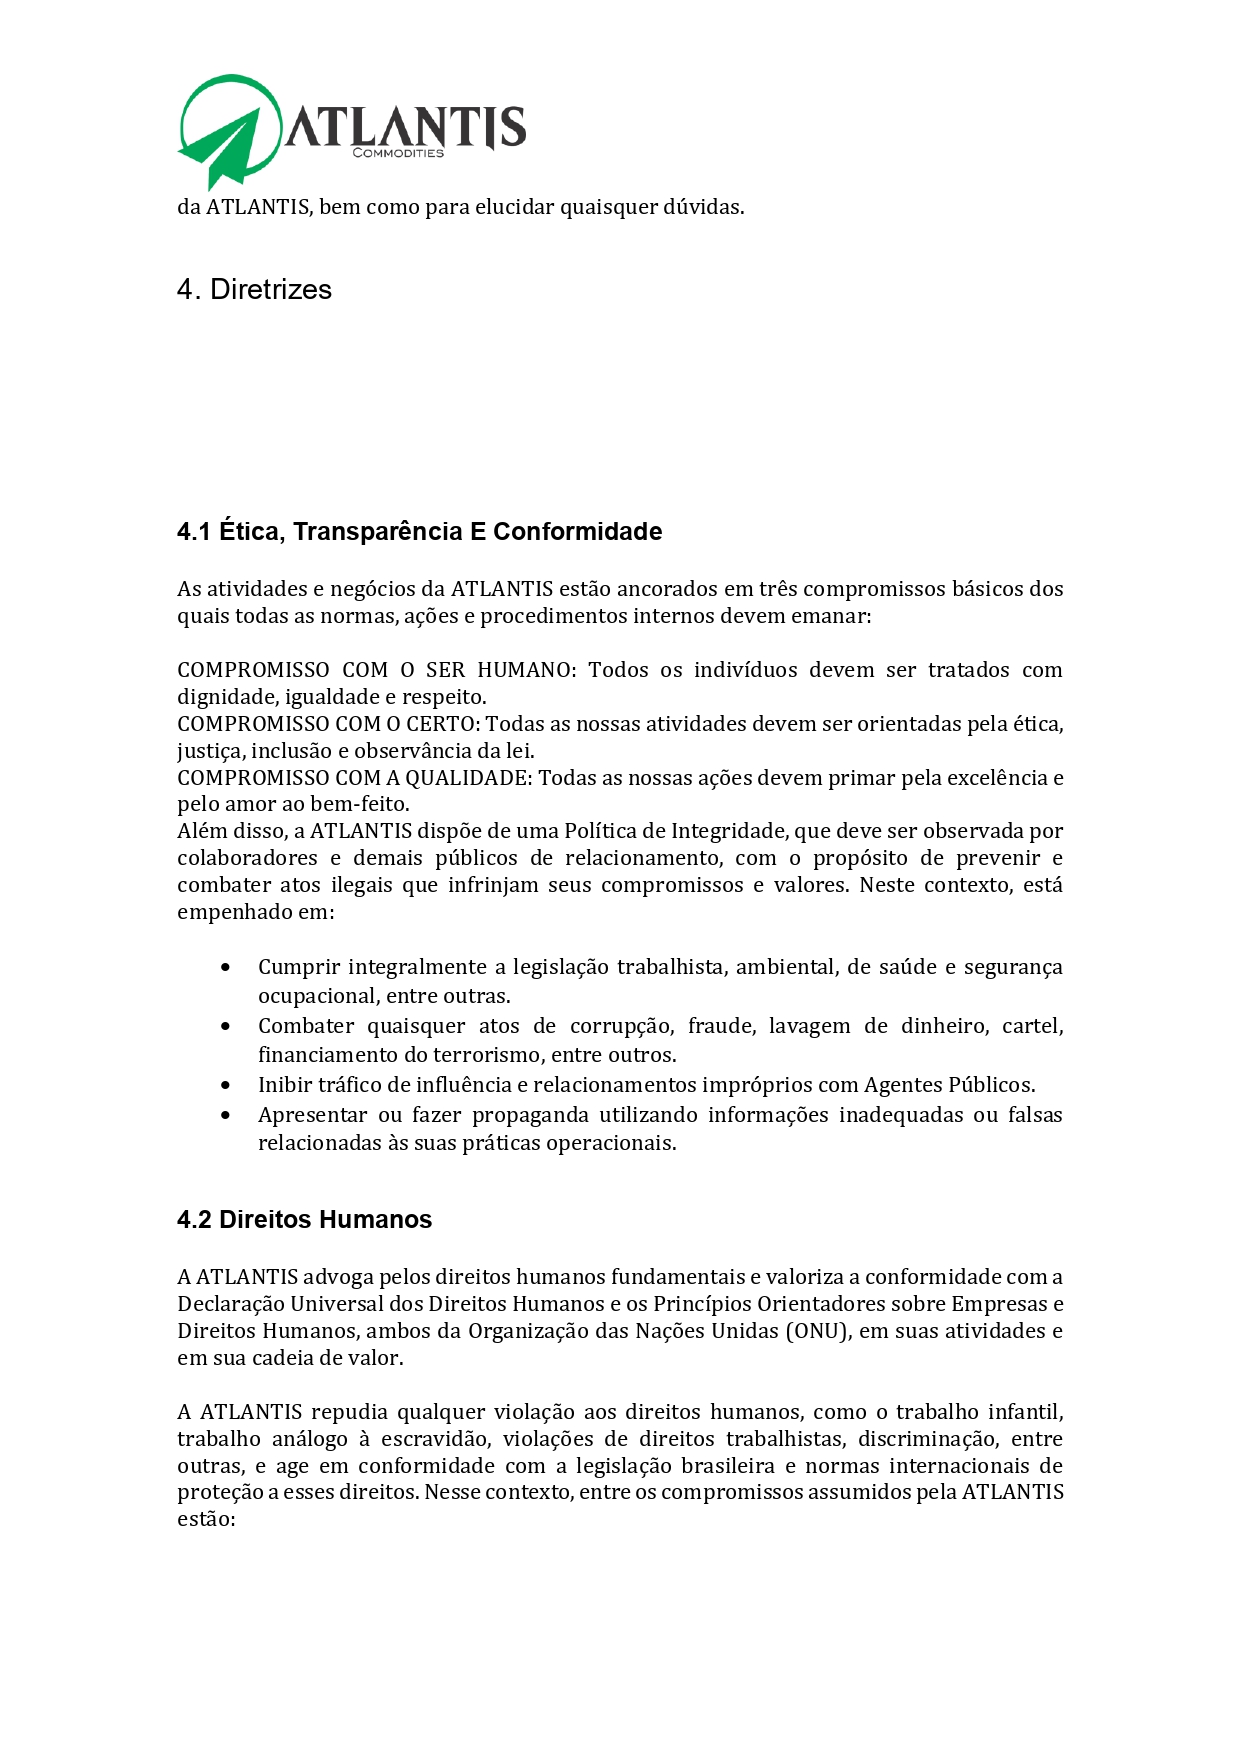 ATLANTIS
COMMODITIES
da ATLANTIS, bem como para elucidar quaisquer dúvidas.
4. Diretrizes
4.1 Ética, Transparência E Conformidade
As atividades e negócios da ATLANTIS estão ancorados em três compromissos básicos dos
quais todas as normas, ações e procedimentos internos devem emanar:
COMPROMISSO COM O SER HUMANO: Todos os indivíduos devem ser tratados com
dignidade, igualdade e respeito.
COMPROMISSO COM O CERTO: Todas as nossas atividades devem ser orientadas pela ética,
justiça, inclusão e observância da lei.
COMPROMISSO COM A QUALIDADE: Todas as nossas ações devem primar pela excelência e
pelo amor ao bem-feito.
Além disso, a ATLANTIS dispõe de uma Política de Integridade, que deve ser observada por
colaboradores e demais públicos de relacionamento, com o propósito de prevenir e
combater atos ilegais que infrinjam seus compromissos e valores. Neste contexto, está
empenhado em:
• Cumprir integralmente a legislação trabalhista, ambiental, de saúde e segurança
ocupacional, entre outras.
• Combater quaisquer atos de corrupção, fraude, lavagem de dinheiro, cartel,
financiamento do terrorismo, entre outros.
• Inibir tráfico de influência e relacionamentos impróprios com Agentes Públicos.
• Apresentar ou fazer propaganda utilizando informações inadequadas ou falsas
relacionadas às suas práticas operacionais.
4.2 Direitos Humanos
A ATLANTIS advoga pelos direitos humanos fundamentais e valoriza a conformidade com a
Declaração Universal dos Direitos Humanos e os Princípios Orientadores sobre Empresas e
Direitos Humanos, ambos da Organização das Nações Unidas (ONU), em suas atividades e
em sua cadeia de valor.
A ATLANTIS repudia qualquer violação aos direitos humanos, como o trabalho infantil,
trabalho análogo à escravidão, violações de direitos trabalhistas, discriminação, entre
outras, e age em conformidade com a legislação brasileira e normas internacionais de
proteção a esses direitos. Nesse contexto, entre os compromissos assumidos pela ATLANTIS
estão: